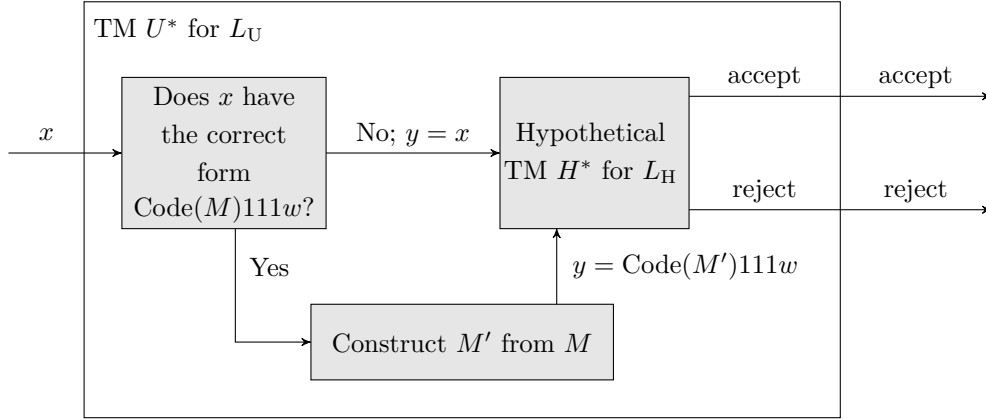 TM U* for L_U
x
Does x have
the correct
form
Code(M)111w?
No; y = x
Hypothetical
TM H* for L_H
accept
accept
reject
reject
Yes
y = Code(M′)111w
Construct M′ from M